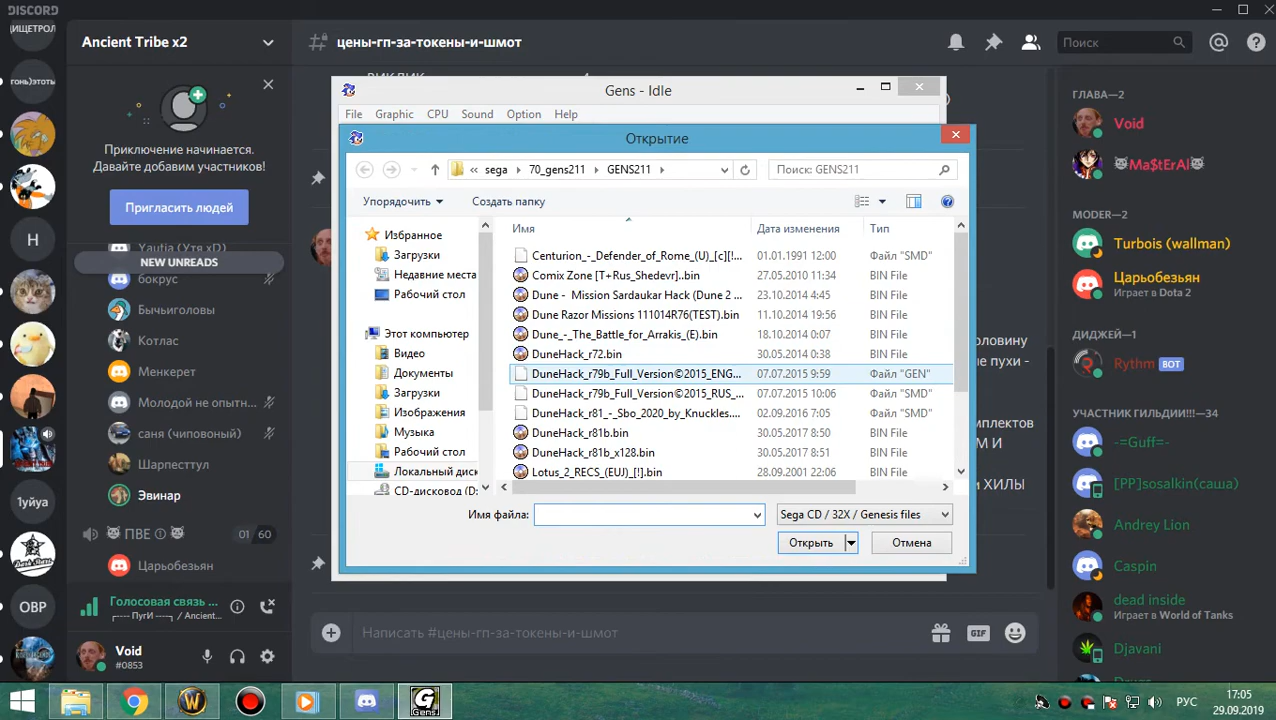 DISCORD
ИЩЕТРОЛ
гонь)этоты
H
1уйуа
OBP
Ancient Tribe x2
Приключение начинается.
Давайте добавим участников!
Пригласить людей
Yautja (Утя xD)
NEW UNREADS
бокрус
Бычиголовы
Котлас
Менкерет
Молодой не опытн...
саня (чиповоный)
Шарпесттул
Эвинар
ПВЕ
01 60
Царьобезьян
Голосовая связь ...
ПугИ / Ancient...
Void
#0853
цены-гп-за-токены-и-шмот
Поиск
Gens - Idle
File Graphic CPU Sound Option Help
Открытие
« sega 70_gens211 GENS211
Поиск: GENS211
Упорядочить Создать папку
Избранное
Загрузки
Недавние места
Рабочий стол
Этот компьютер
Видео
Документы
Загрузки
Изображения
Музыка
Рабочий стол
Локальный диск
CD-дисковод (D:
Имя Дата изменения Тип
Centurion_-_Defender_of_Rome_(U)_[c][!... 01.01.1991 12:00 Файл "SMD"
Comix Zone [T+Rus_Shedevr]..bin 27.05.2010 11:34 BIN File
Dune - Mission Sardaukar Hack (Dune 2 ... 23.10.2014 4:45 BIN File
Dune Razor Missions 111014R76(TEST).bin 11.10.2014 19:56 BIN File
Dune_-_The_Battle_for_Arrakis_(E).bin 18.10.2014 0:07 BIN File
DuneHack_r72.bin 30.05.2014 0:38 BIN File
DuneHack_r79b_Full_Version©2015_ENG... 07.07.2015 9:59 Файл "GEN"
DuneHack_r79b_Full_Version©2015_RUS_... 07.07.2015 10:06 Файл "SMD"
DuneHack_r81_-_Sbo_2020_by_Knuckles.... 02.09.2016 7:05 Файл "SMD"
DuneHack_r81b.bin 30.05.2017 8:50 BIN File
DuneHack_r81b_x128.bin 30.05.2017 8:51 BIN File
Lotus_2_RECS_(EUJ)_[!].bin 28.09.2001 22:06 BIN File
Имя файла:
Sega CD / 32X / Genesis files
Открыть
Отмена
оловину
ые пухи -
омплектов
М И
и ХИЛЫ
Написать #цены-гп-за-токены-и-шмот
GIF
ГЛАВА—2
Void
Ma$tErAl
MODER—2
Turbois (wallman)
Царьобезьян
Играет в Dota 2
ДИДЖЕЙ—1
Rythm BOT
УЧАСТНИК ГИЛЬДИИ!!!—34
-=Guff=-
[PP]sosalkin(саша)
Andrey Lion
Caspin
dead inside
Играет в World of Tanks
Djavani
Gens
РУС
17:05
29.09.2019